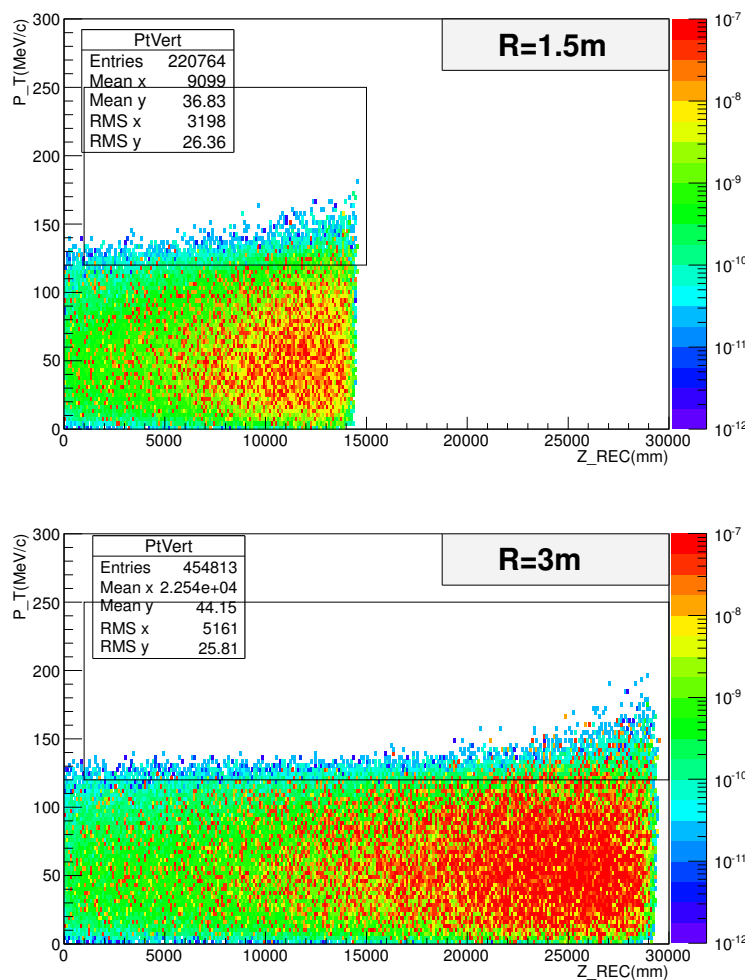 R=1.5m
PtVert
Entries 220764
Mean x 9099
Mean y 36.83
RMS x 3198
RMS y 26.36
P_T(MeV/c)
300
250
200
150
100
50
0
0 5000 10000 15000 20000 25000 30000
Z_REC(mm)
10^-7
10^-8
10^-9
10^-10
10^-11
10^-12
R=3m
PtVert
Entries 454813
Mean x 2.254e+04
Mean y 44.15
RMS x 5161
RMS y 25.81
P_T(MeV/c)
300
250
200
150
100
50
0
0 5000 10000 15000 20000 25000 30000
Z_REC(mm)
10^-7
10^-8
10^-9
10^-10
10^-11
10^-12